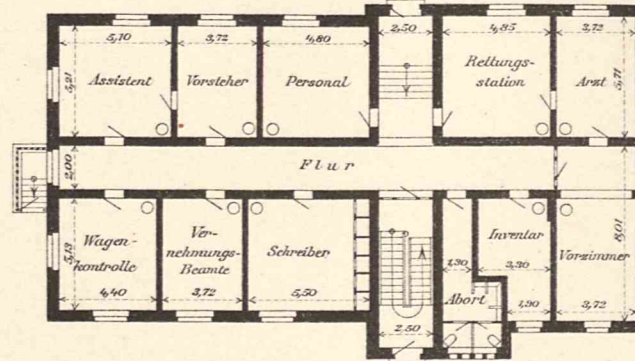 5,10
3,72
4,80
2,50
4,85
3,72
5,21
Assistent
Vorsteher
Personal
Rettungs-
station
Arzt
5,71
2,00
Flur
5,13
Wagen-
kontrolle
Ver-
nehmungs-
Beamte
Schreiber
1,30
Inventar
3,30
Vorzimmer
8,01
4,40
3,72
5,50
2,50
Abort
1,90
3,72